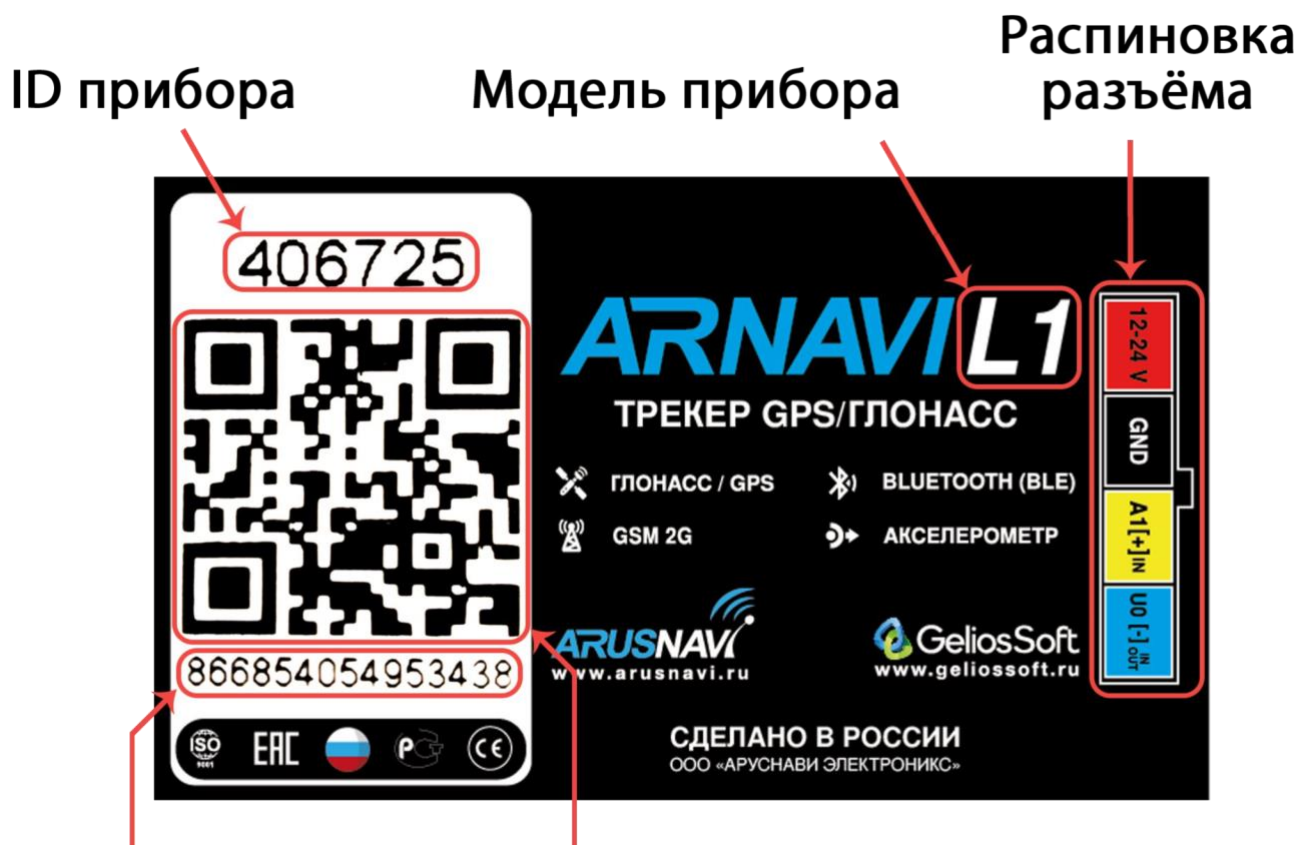 Распиновка
разъёма
ID прибора
Модель прибора
406725
866854054953438
ISO
9001
EAC
РСТ
CE
ARNAVI L1
ТРЕКЕР GPS/ГЛОНАСС
ГЛОНАСС / GPS
BLUETOOTH (BLE)
GSM 2G
АКСЕЛЕРОМЕТР
ARUSNAVI
www.arusnavi.ru
GeliosSoft
www.geliossoft.ru
СДЕЛАНО В РОССИИ
ООО «АРУСНАВИ ЭЛЕКТРОНИКС»
12-24 V
GND
A1[+]IN
U0 [-] IN OUT